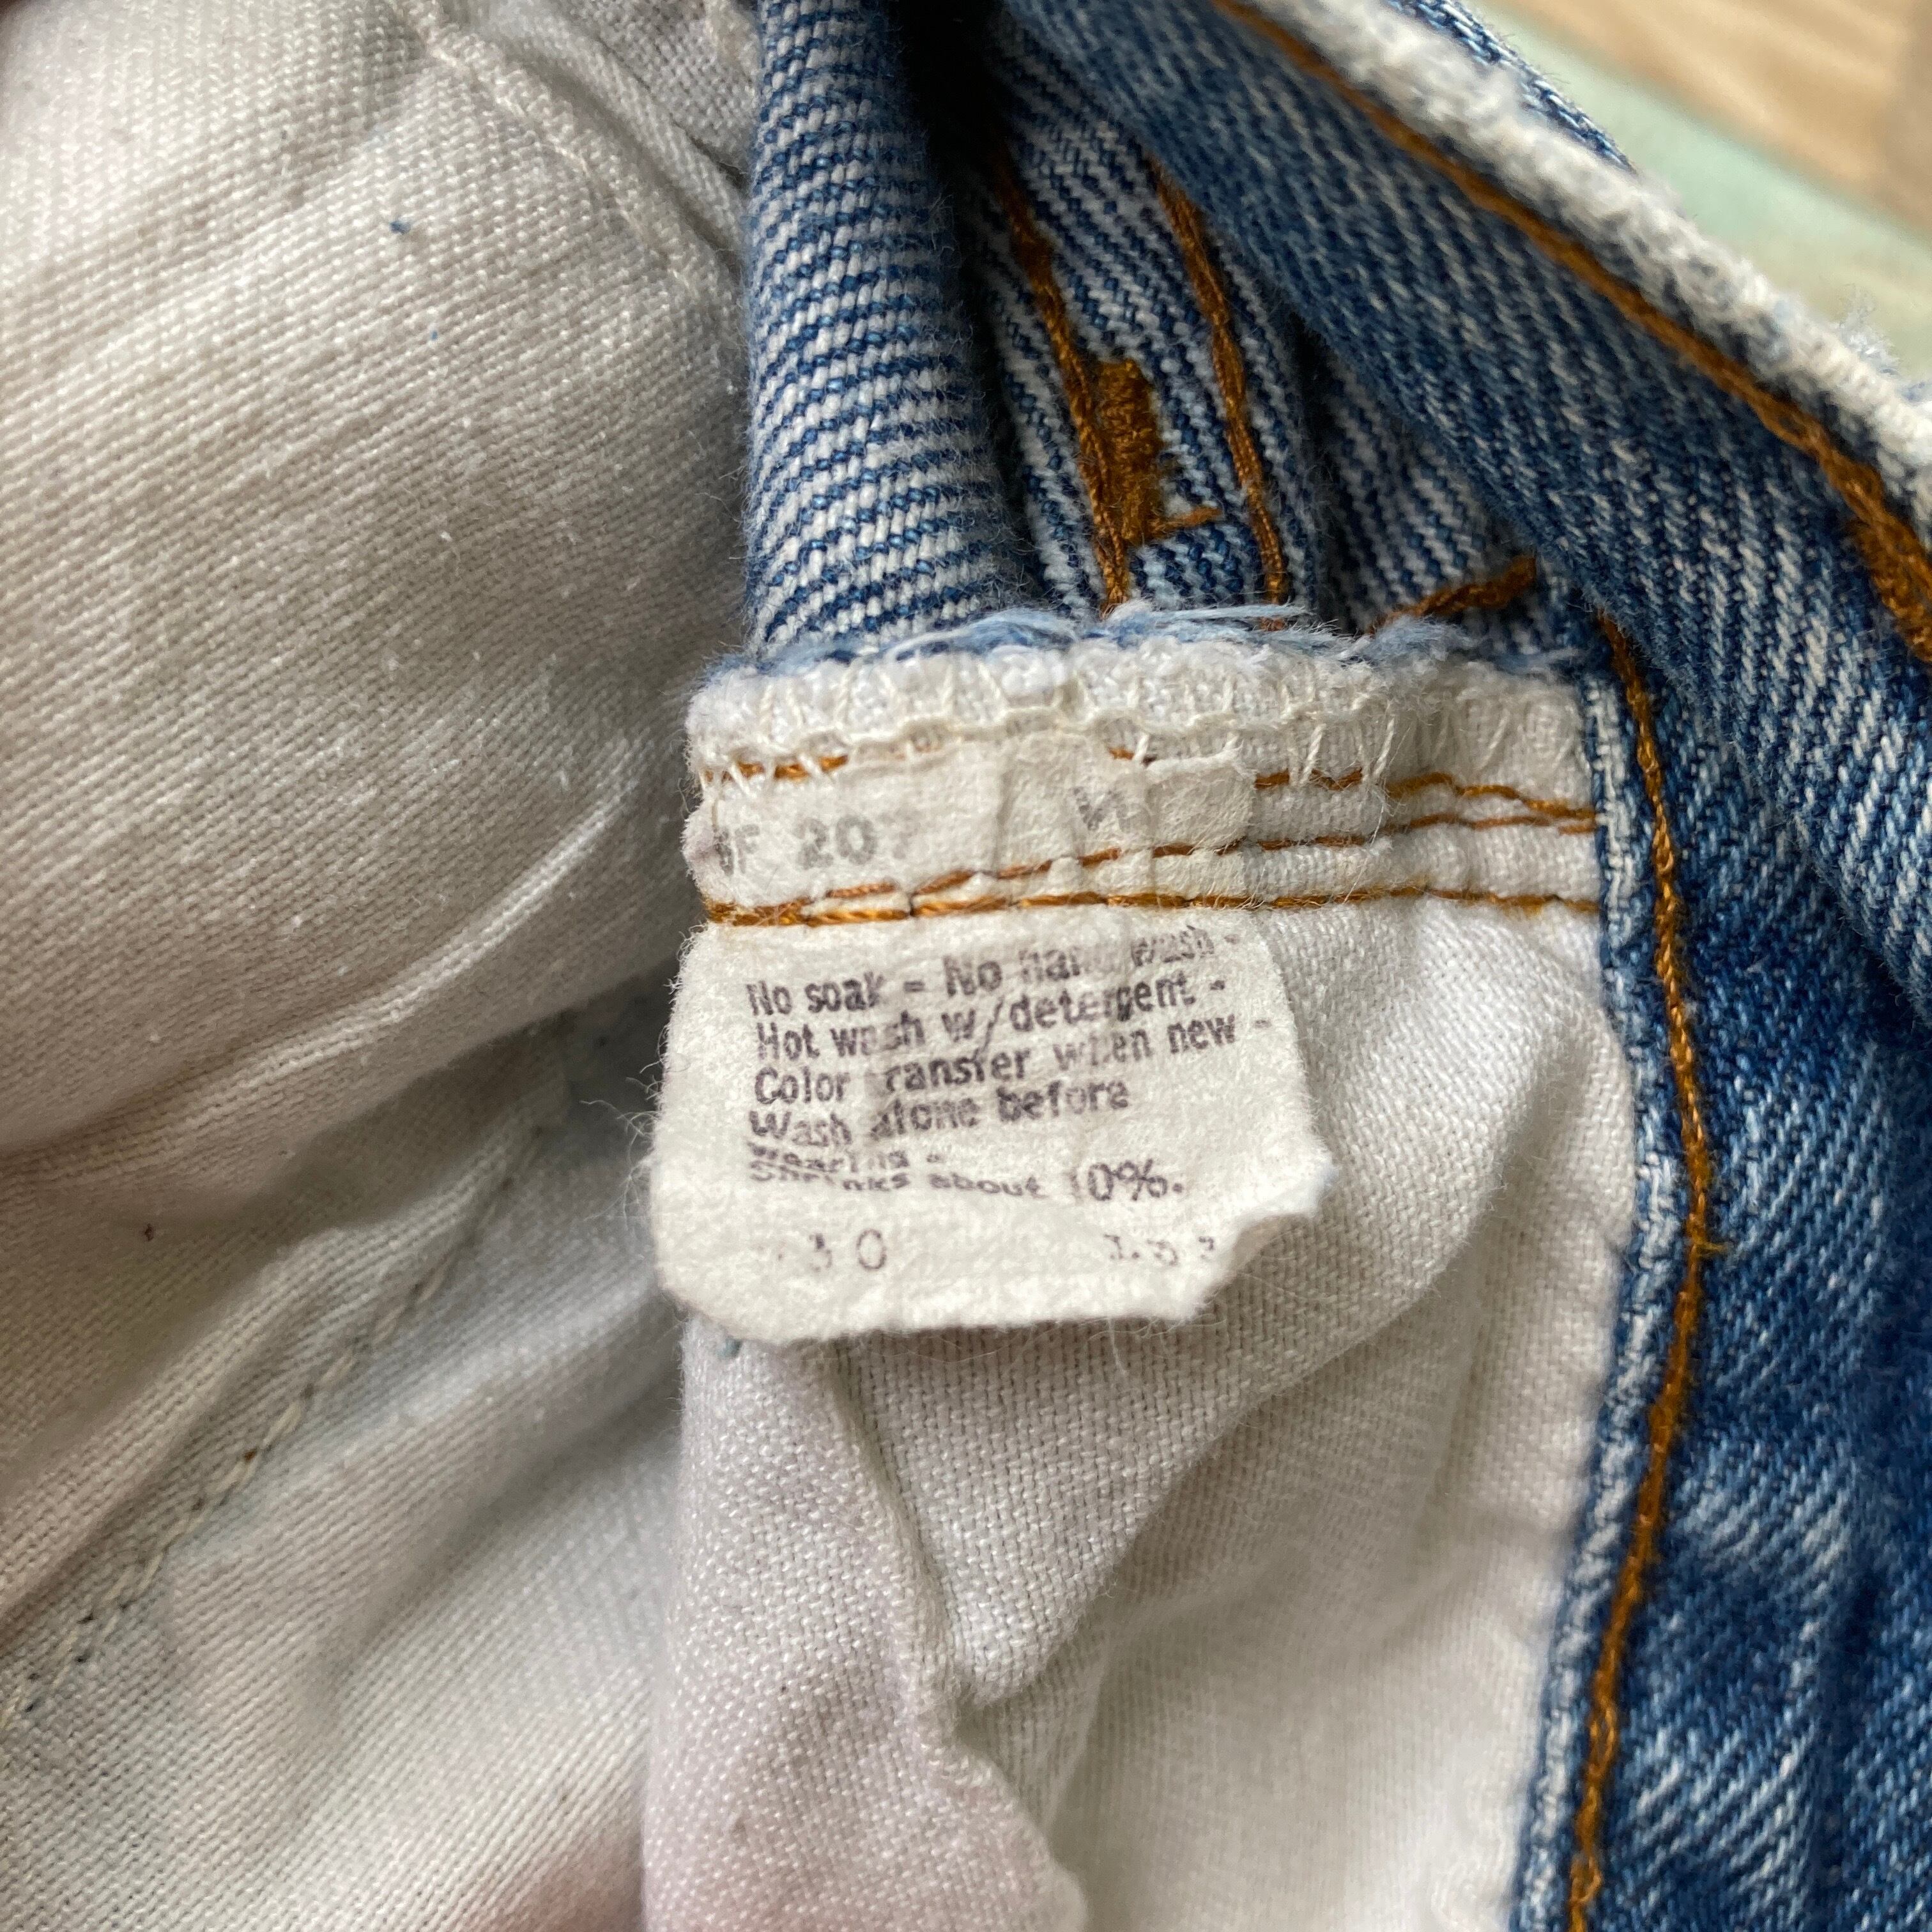 20
No soak - No hand wash -
Hot wash w/detergent -
Color transfer when new -
Wash alone before
wearing -
Shrinks about 10%.
30